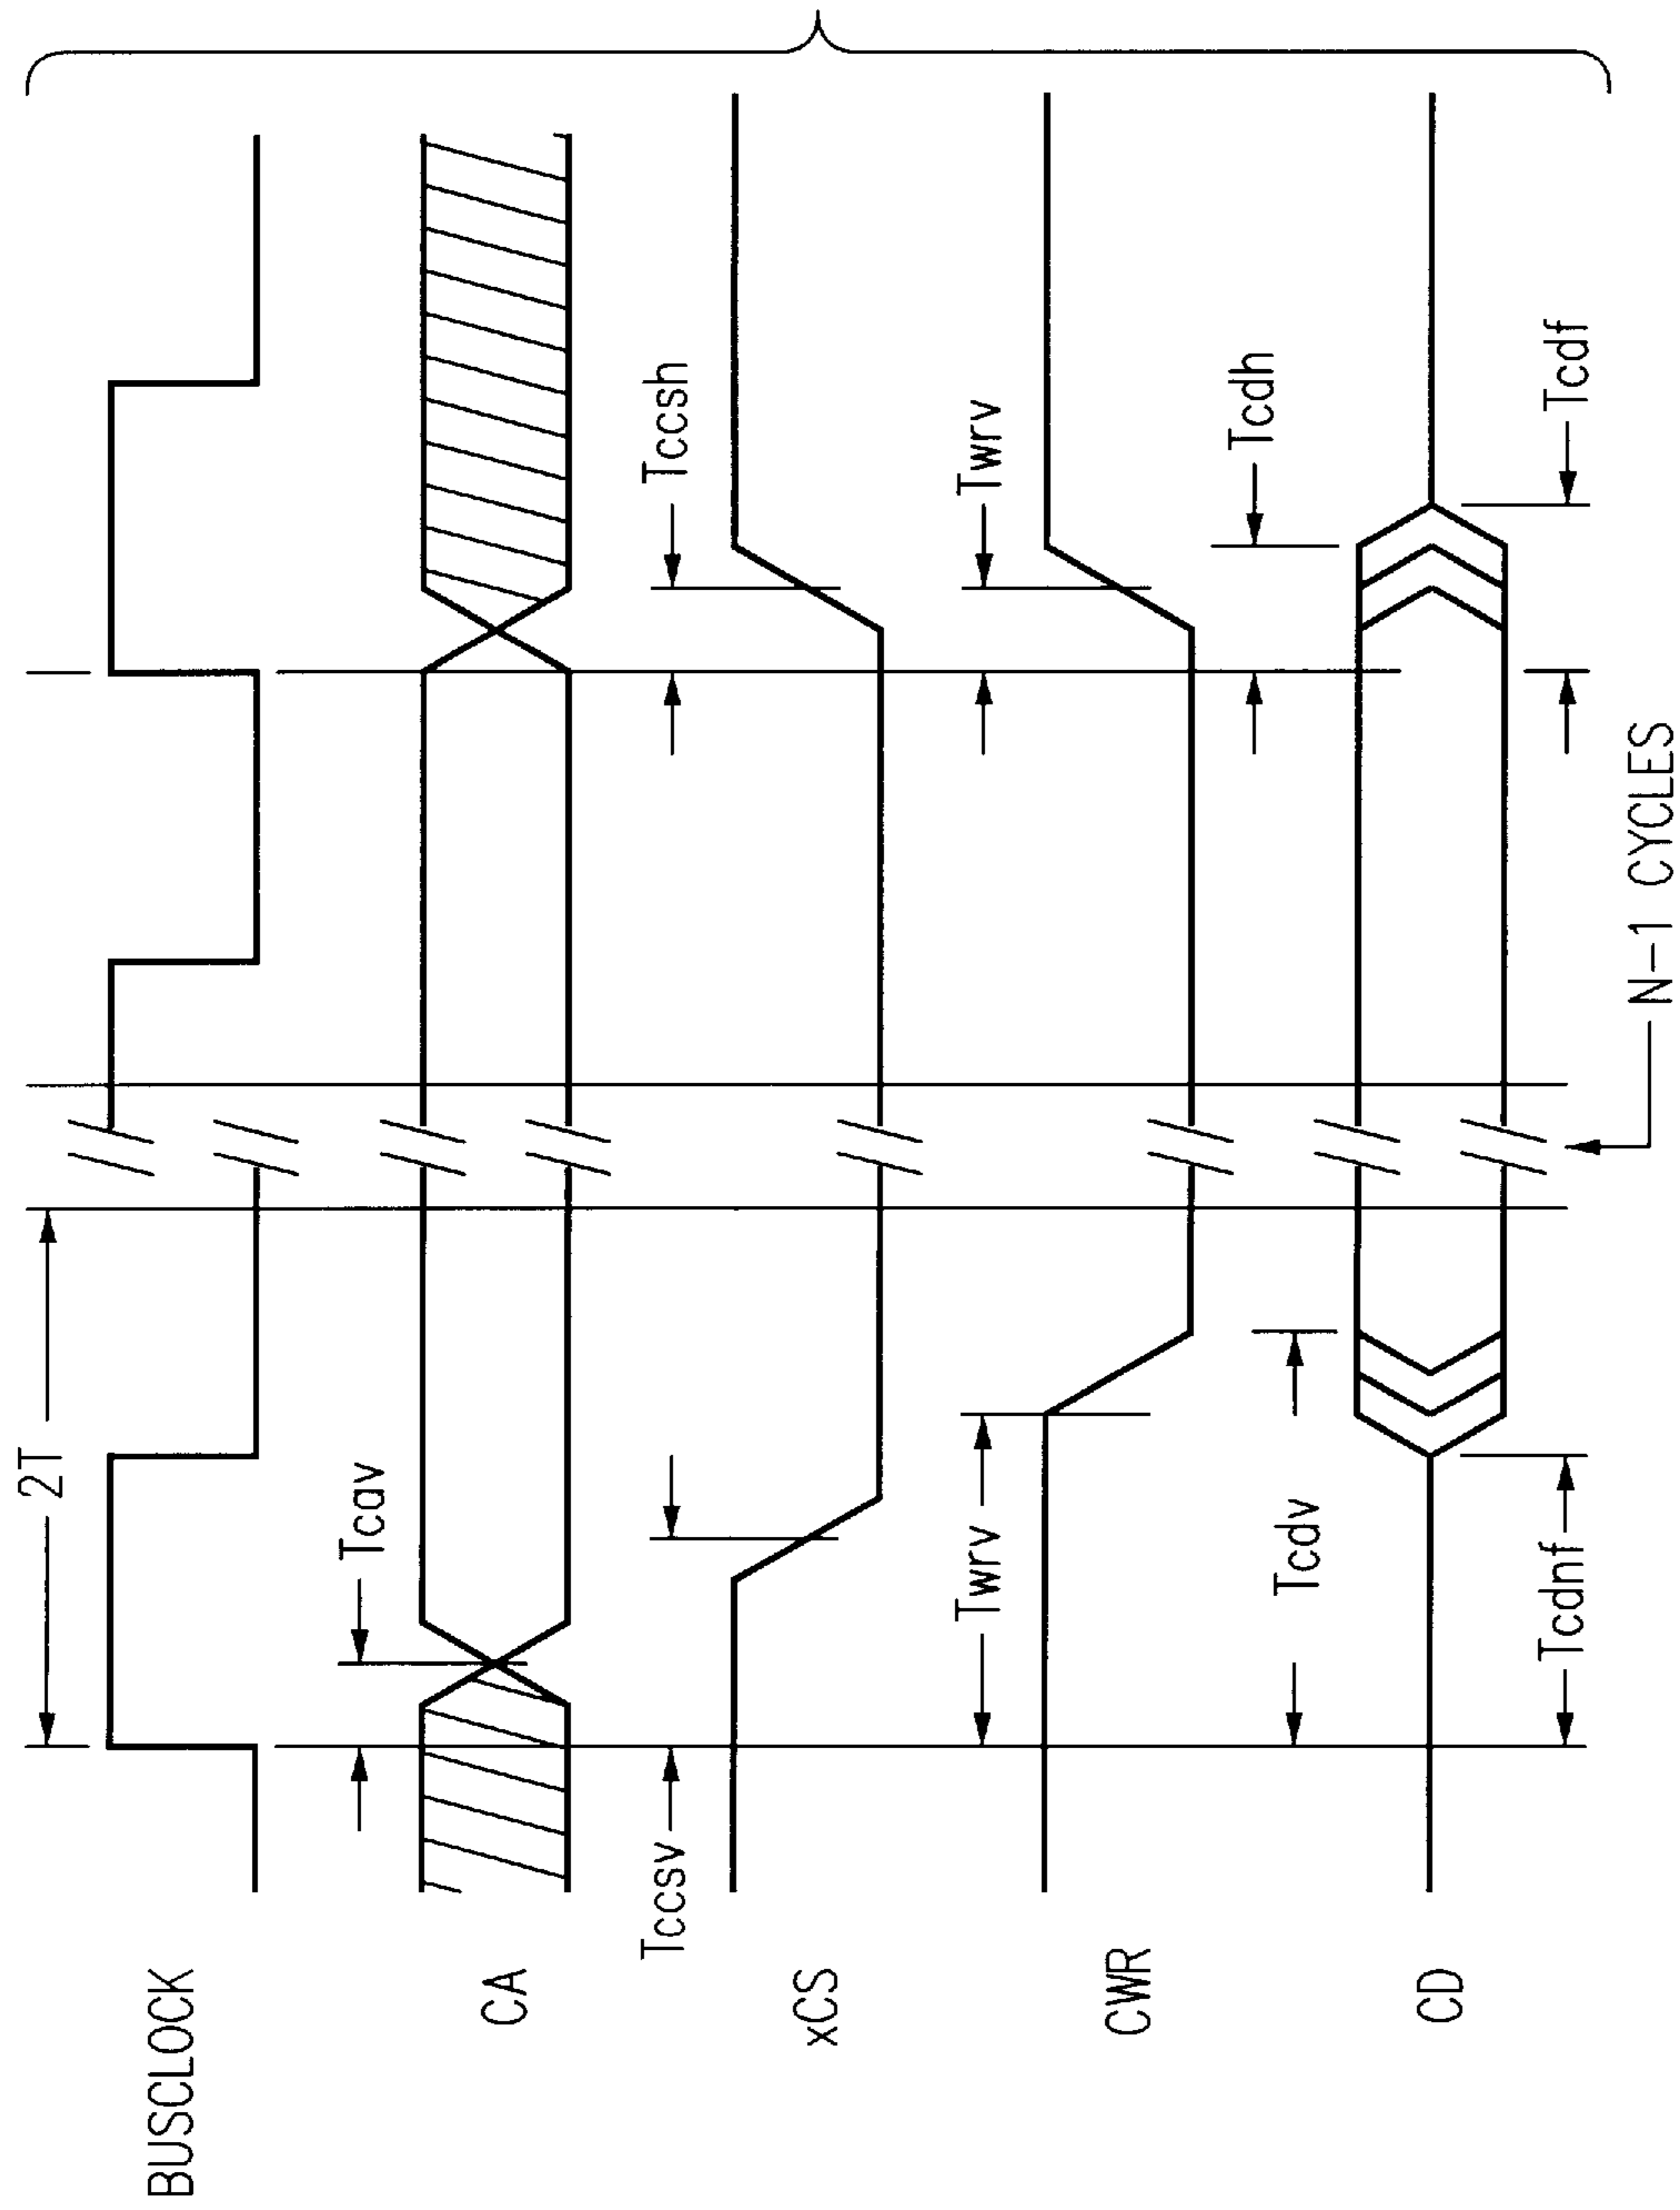 2T
BUSCLOCK
Tcav
CA
Tccsv
Tccsh
xCS
Twrv
Twrv
CWR
Tcdv
Tcdh
CD
Tcdnf
Tcdf
N-1 CYCLES